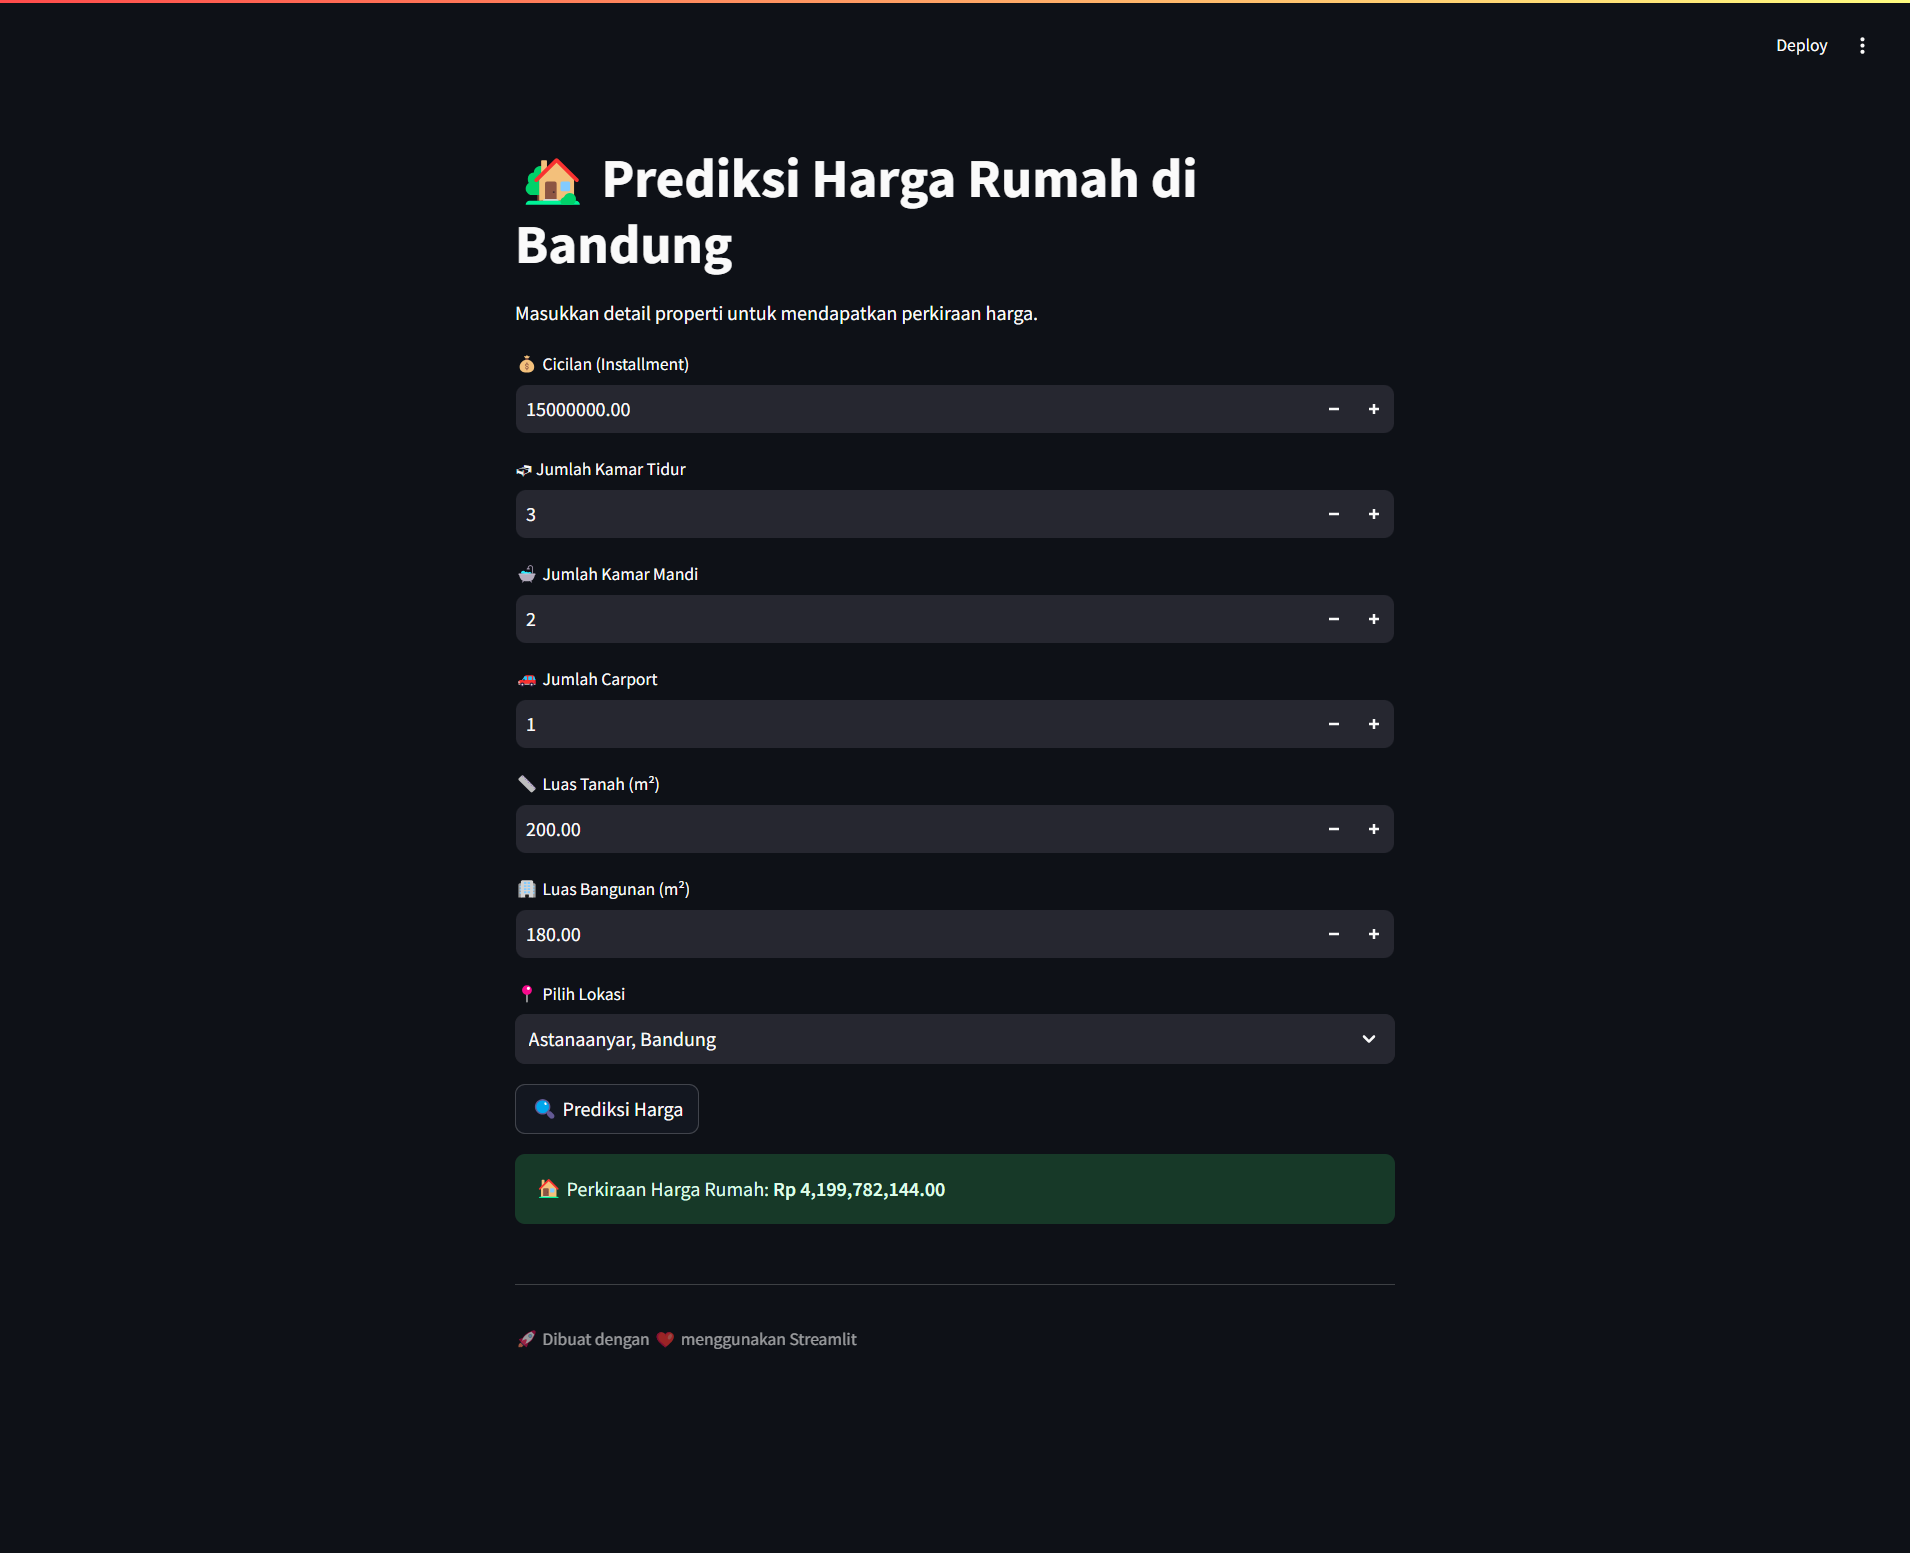 Deploy
Prediksi Harga Rumah di
Bandung
Masukkan detail properti untuk mendapatkan perkiraan harga.
Cicilan (Installment)
15000000.00
Jumlah Kamar Tidur
3
Jumlah Kamar Mandi
2
Jumlah Carport
1
Luas Tanah (m²)
200.00
Luas Bangunan (m²)
180.00
Pilih Lokasi
Astanaanyar, Bandung
Prediksi Harga
Perkiraan Harga Rumah: Rp 4,199,782,144.00
Dibuat dengan ❤️ menggunakan Streamlit